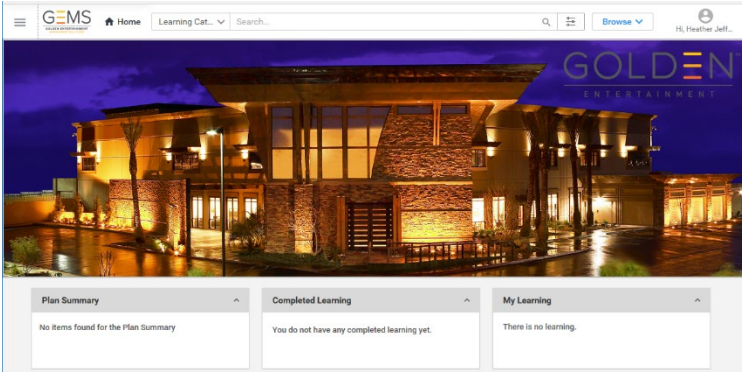 GEMS
GOLDEN ENTERTAINMENT
Home
Learning Cat...
Search...
Browse
Hi, Heather Jeff...
GOLDEN
ENTERTAINMENT
Plan Summary
No items found for the Plan Summary
Completed Learning
You do not have any completed learning yet.
My Learning
There is no learning.